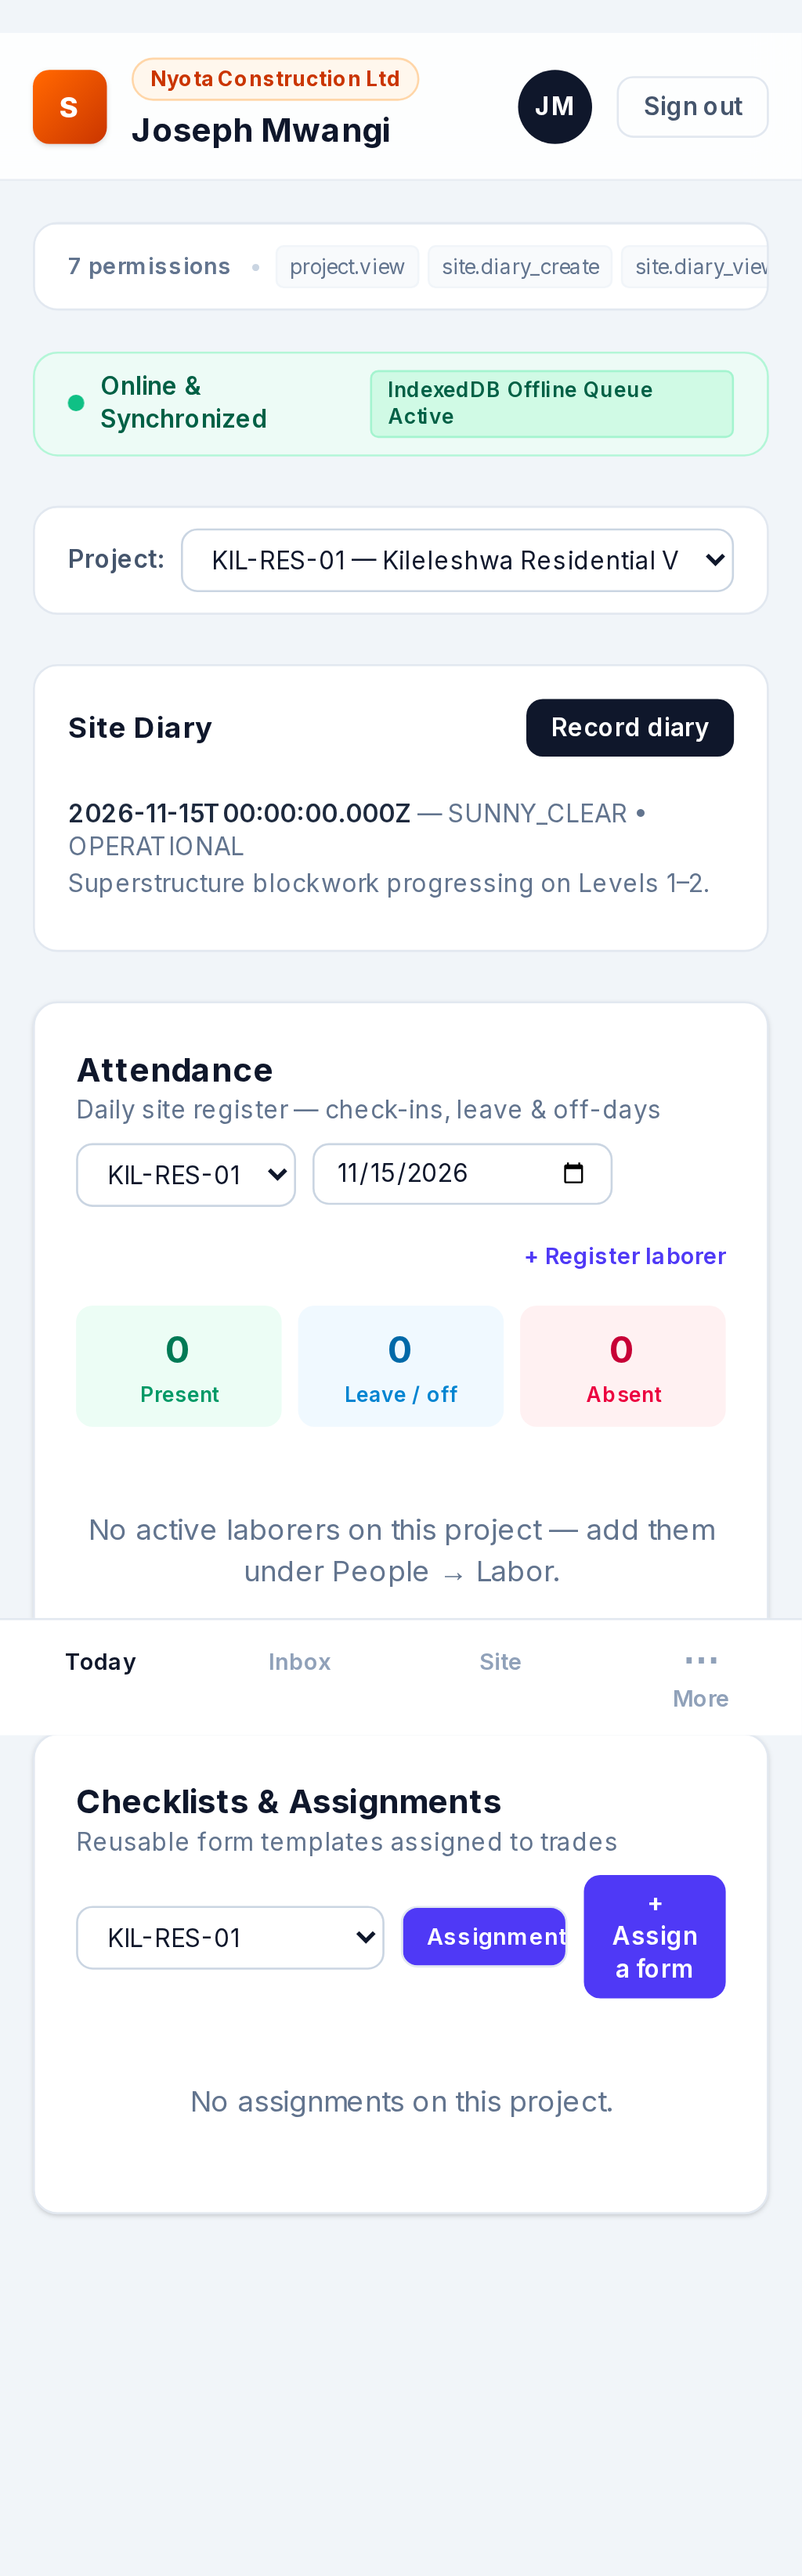 S
Nyota Construction Ltd
Joseph Mwangi
JM
Sign out
7 permissions • project.view site.diary_create site.diary_view
Online &
Synchronized
IndexedDB Offline Queue
Active
Project: KIL-RES-01 — Kileleshwa Residential V
Site Diary
Record diary
2026-11-15T00:00:00.000Z — SUNNY_CLEAR •
OPERATIONAL
Superstructure blockwork progressing on Levels 1–2.
Attendance
Daily site register — check-ins, leave & off-days
KIL-RES-01
11/15/2026
+ Register laborer
0
Present
0
Leave / off
0
Absent
No active laborers on this project — add them
under People → Labor.
Today
Inbox
Site
⋯
More
Checklists & Assignments
Reusable form templates assigned to trades
KIL-RES-01
Assignment
+
Assign
a form
No assignments on this project.